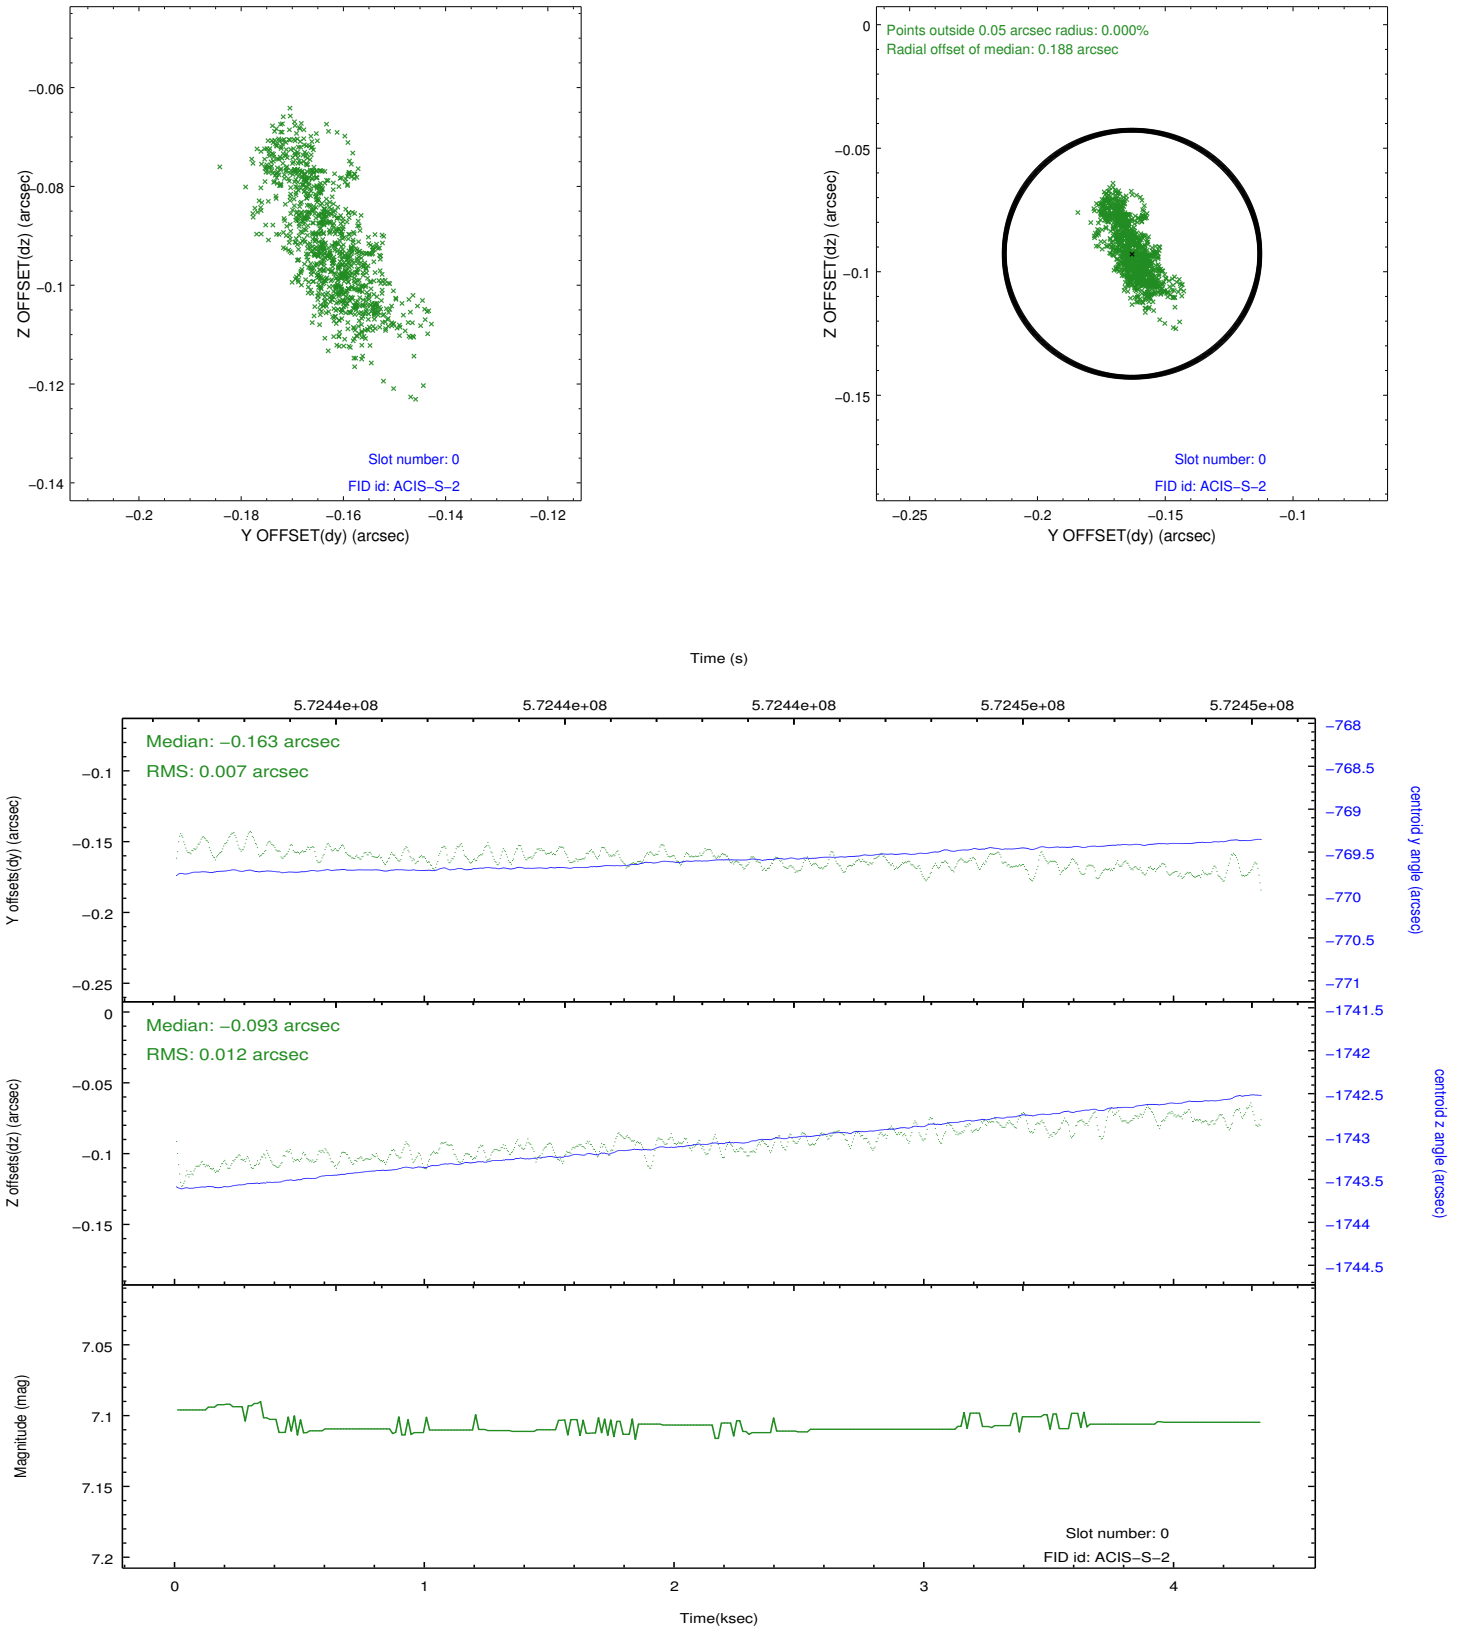 −0.06
−0.08
−0.1
−0.12
−0.14
Z OFFSET(dz) (arcsec)
Slot number: 0
FID id: ACIS−S−2
−0.2
−0.18
−0.16
−0.14
−0.12
Y OFFSET(dy) (arcsec)
Points outside 0.05 arcsec radius: 0.000%
Radial offset of median: 0.188 arcsec
0
−0.05
−0.1
−0.15
Z OFFSET(dz) (arcsec)
Slot number: 0
FID id: ACIS−S−2
−0.25
−0.2
−0.15
−0.1
Y OFFSET(dy) (arcsec)
Time (s)
5.7244e+08
5.7244e+08
5.7244e+08
5.7245e+08
5.7245e+08
Median: −0.163 arcsec
RMS: 0.007 arcsec
−0.1
−0.15
−0.2
−0.25
Y offsets(dy) (arcsec)
−768
−768.5
−769
−769.5
−770
−770.5
−771
centroid y angle (arcsec)
Median: −0.093 arcsec
RMS: 0.012 arcsec
0
−0.05
−0.1
−0.15
Z offsets(dz) (arcsec)
−1741.5
−1742
−1742.5
−1743
−1743.5
−1744
−1744.5
centroid z angle (arcsec)
7.05
7.1
7.15
7.2
Magnitude (mag)
Slot number: 0
FID id: ACIS−S−2
0
1
2
3
4
Time(ksec)